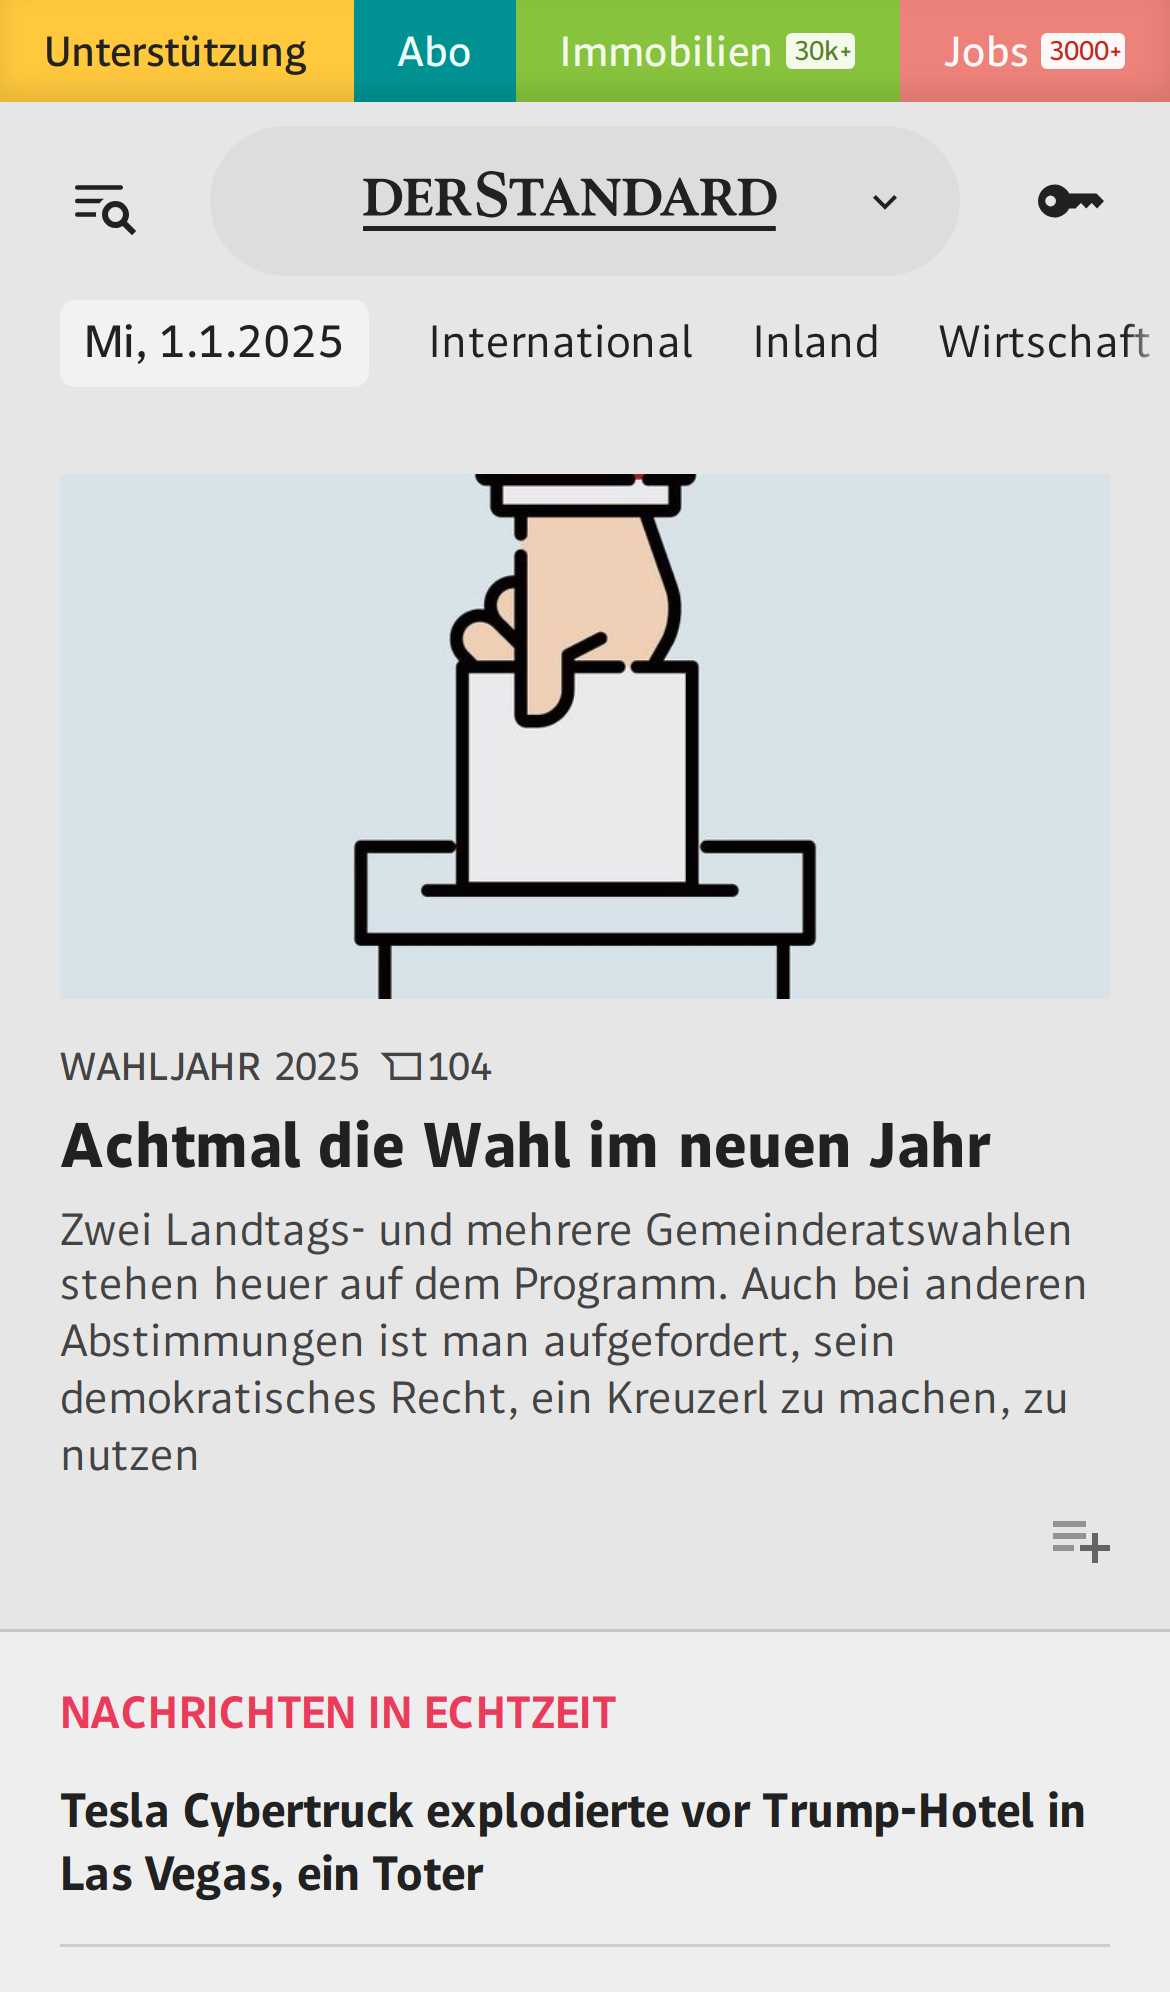 Unterstützung Abo Immobilien 30k+ Jobs 3000+
DERSTANDARD
Mi, 1.1.2025 International Inland Wirtschaft
WAHLJAHR 2025 104
Achtmal die Wahl im neuen Jahr
Zwei Landtags- und mehrere Gemeinderatswahlen
stehen heuer auf dem Programm. Auch bei anderen
Abstimmungen ist man aufgefordert, sein
demokratisches Recht, ein Kreuzerl zu machen, zu
nutzen
NACHRICHTEN IN ECHTZEIT
Tesla Cybertruck explodierte vor Trump-Hotel in
Las Vegas, ein Toter